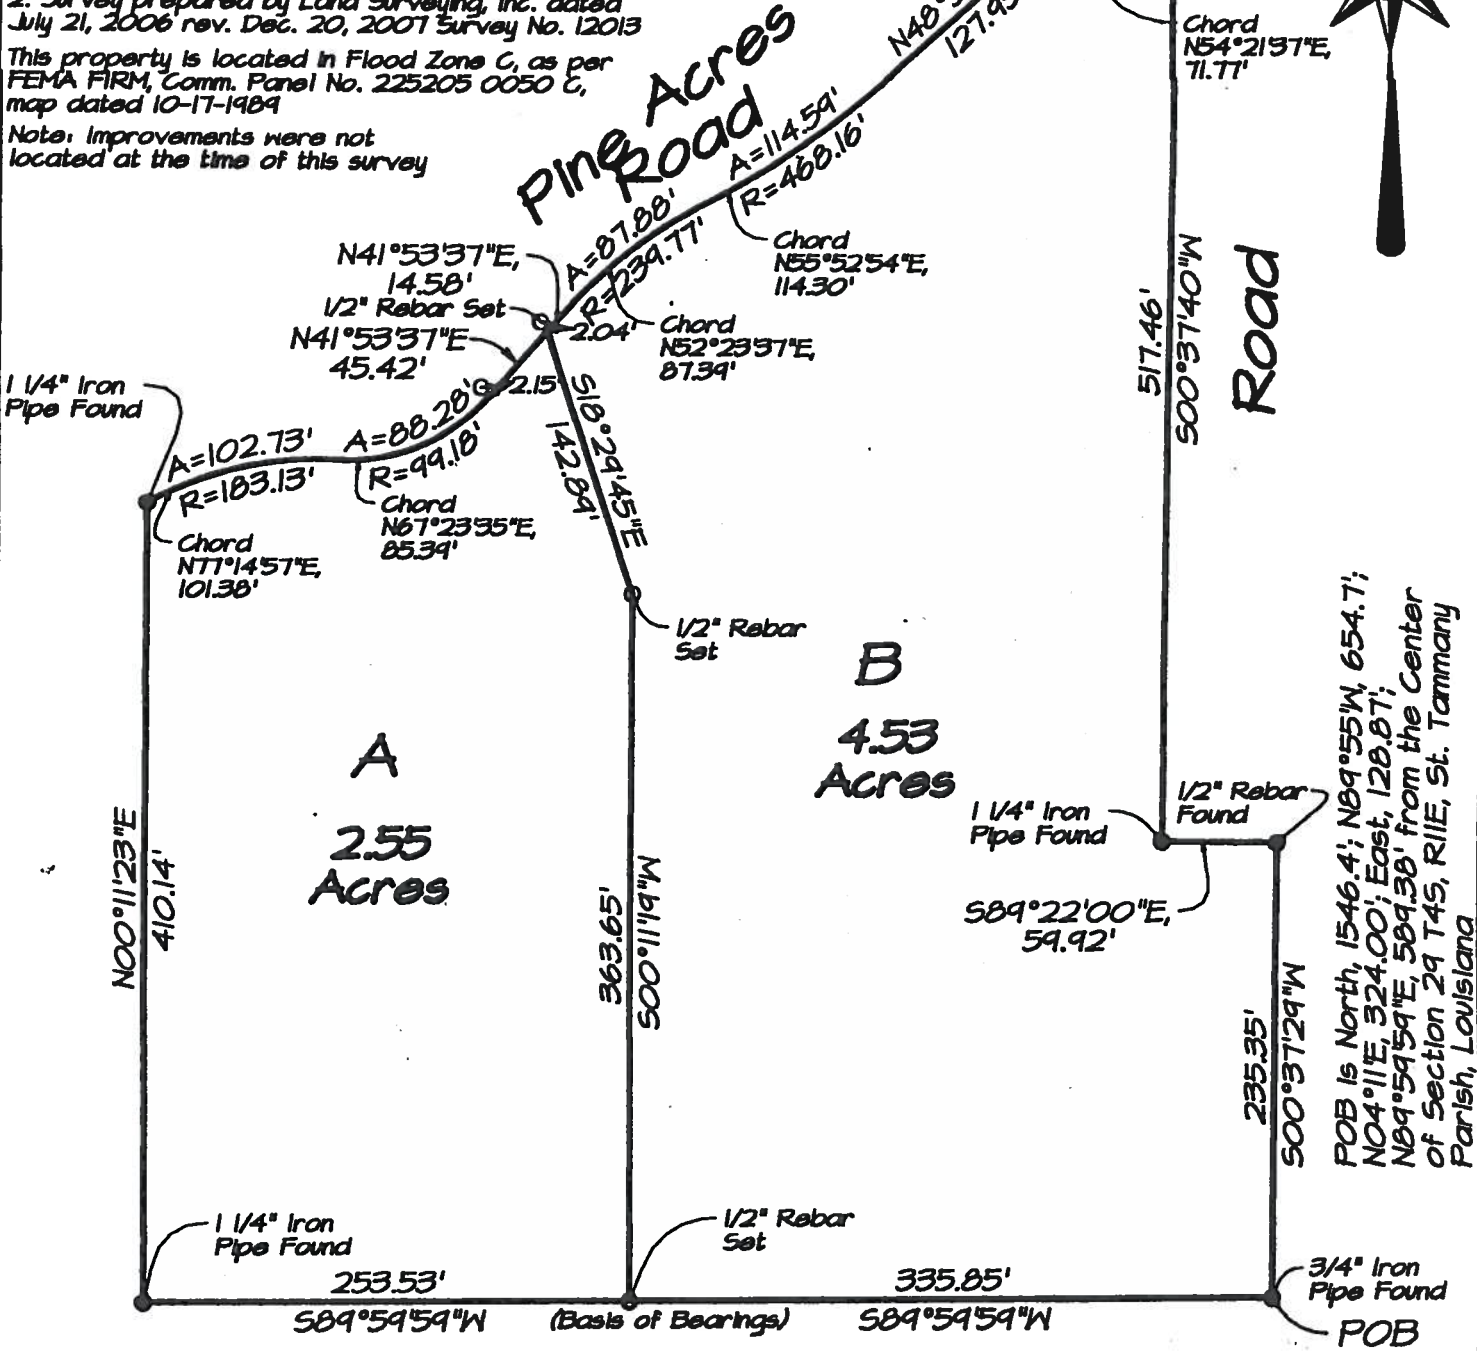 2. Survey prepared by Land Surveying, Inc. dated
July 21, 2006 rev. Dec. 20, 2007 Survey No. 12013
This property is located in Flood Zone C, as per
FEMA FIRM, Comm. Panel No. 225205 0050 C,
map dated 10-17-1989
Note: Improvements were not
located at the time of this survey
Pine Acres
Road
127.93
Chord
N54°21'37"E,
71.77'
A=114.59'
R=468.16'
A=87.88'
R=239.77'
Chord
N55°52'54"E,
114.30'
N41°53'37"E,
14.58'
1/2" Rebar Set
N41°53'37"E
45.42'
2.04'
Chord
N52°23'37"E,
87.39'
2.15'
1 1/4" Iron
Pipe Found
A=102.73'
R=183.13'
A=88.28'
R=99.18'
Chord
N77°14'57"E,
101.38'
Chord
N67°23'35"E,
85.39'
S18°29'45"E
142.89'
517.46'
S00°37'40"W
Road
1/2" Rebar
Set
A
2.55
Acres
B
4.53
Acres
N00°11'23"E
410.14'
363.65'
S00°11'19"W
1 1/4" Iron
Pipe Found
1/2" Rebar
Found
S89°22'00"E,
59.92'
235.35'
S00°37'29"W
POB is North, 1546.4'; N89°55'W, 654.7';
N04°11'E, 324.00'; East, 128.87';
N89°59'59"E, 589.38' from the Center
of Section 29 T4S, R11E, St. Tammany
Parish, Louisiana
1 1/4" Iron
Pipe Found
1/2" Rebar
Set
253.53'
S89°59'59"W
(Basis of Bearings)
335.85'
S89°59'59"W
3/4" Iron
Pipe Found
POB